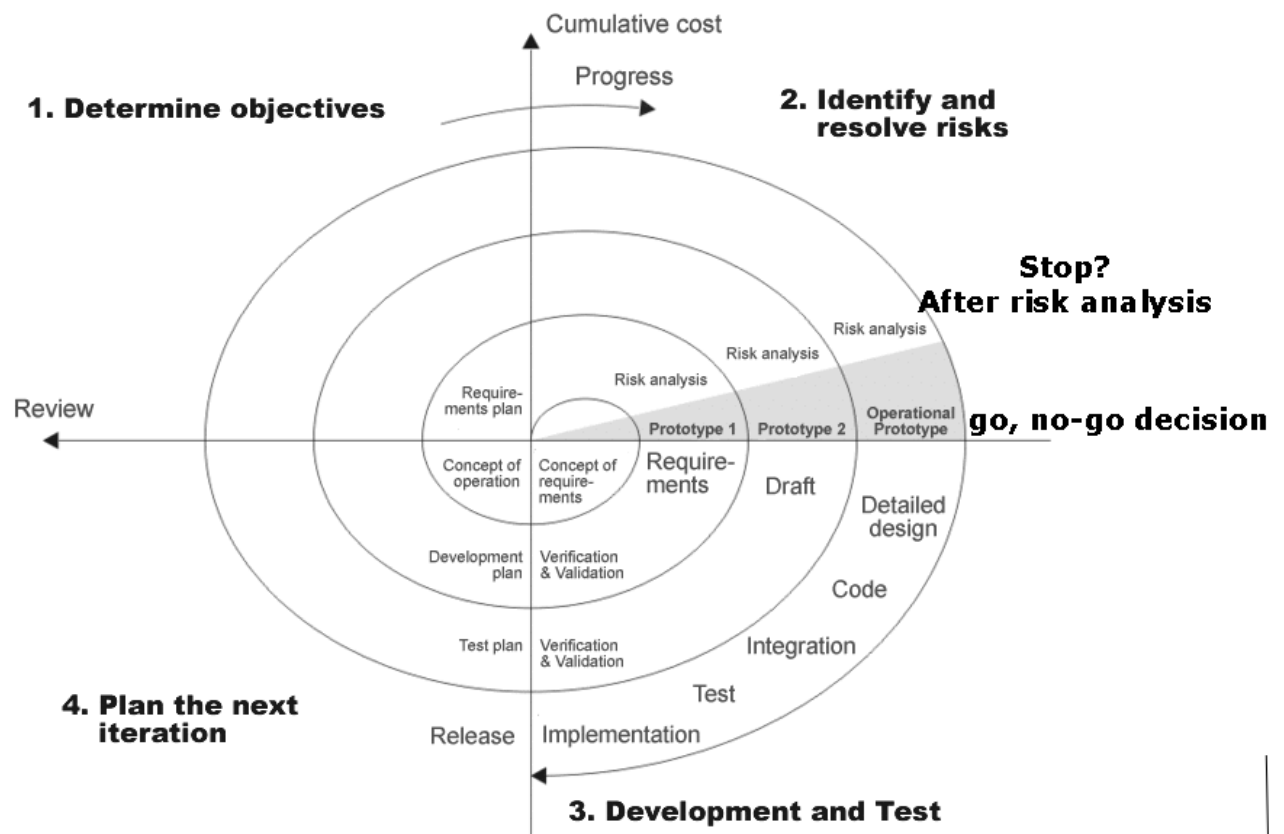 Cumulative cost
Progress
1. Determine objectives
2. Identify and
resolve risks
Stop?
After risk analysis
Risk analysis
Risk analysis
Risk analysis
Require-
ments plan
Review
Prototype 1
Prototype 2
Operational
Prototype
go, no-go decision
Concept of
operation
Concept of
require-
ments
Require-
ments
Draft
Detailed
design
Development
plan
Verification
& Validation
Code
Test plan
Verification
& Validation
Integration
Test
4. Plan the next
iteration
Release
Implementation
3. Development and Test